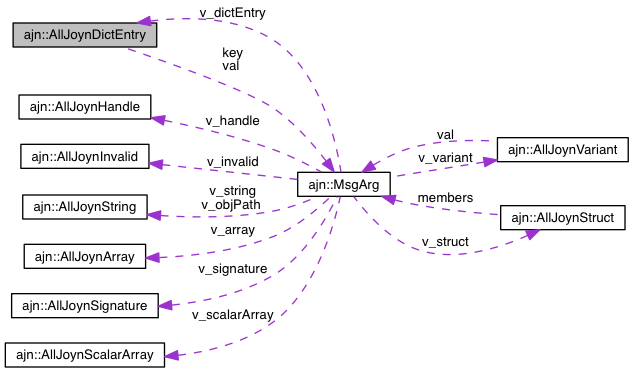 v_dictEntry
ajn::AllJoynDictEntry
key
val
ajn::AllJoynHandle
v_handle
val
ajn::AllJoynInvalid
v_invalid
v_variant
ajn::AllJoynVariant
ajn::MsgArg
v_string
v_objPath
members
ajn::AllJoynString
ajn::AllJoynStruct
v_array
v_struct
ajn::AllJoynArray
v_signature
ajn::AllJoynSignature
v_scalarArray
ajn::AllJoynScalarArray